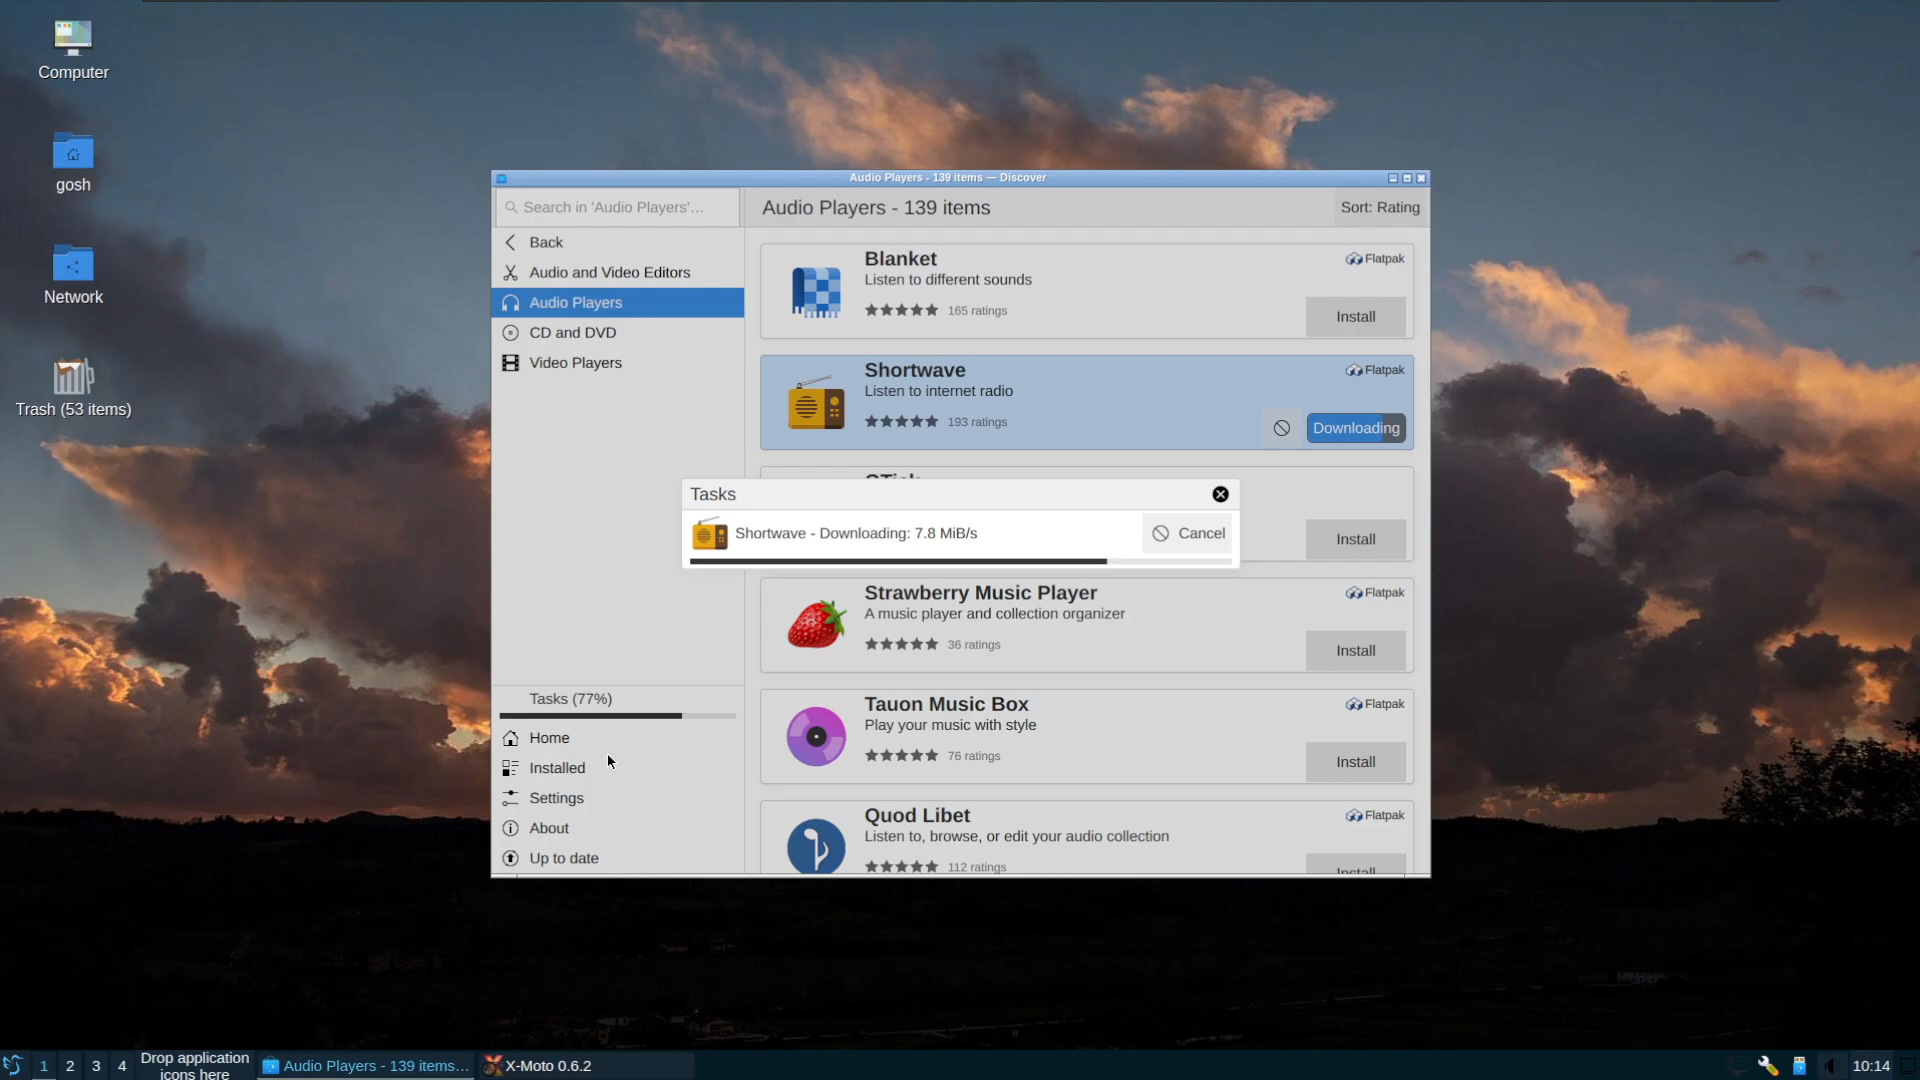 Computer
gosh
Network
Trash (53 items)
Audio Players - 139 items — Discover
Search in 'Audio Players'…
Audio Players - 139 items
Sort: Rating
Back
Audio and Video Editors
Audio Players
CD and DVD
Video Players
Blanket
Flatpak
Listen to different sounds
165 ratings
Install
Shortwave
Flatpak
Listen to internet radio
193 ratings
Downloading
Tasks
Shortwave - Downloading: 7.8 MiB/s
Cancel
Install
Strawberry Music Player
Flatpak
A music player and collection organizer
36 ratings
Install
Tauon Music Box
Flatpak
Play your music with style
76 ratings
Install
Quod Libet
Flatpak
Listen to, browse, or edit your audio collection
112 ratings
Install
Tasks (77%)
Home
Installed
Settings
About
Up to date
1 2 3 4
Drop application
icons here
Audio Players - 139 items…
X-Moto 0.6.2
10:14